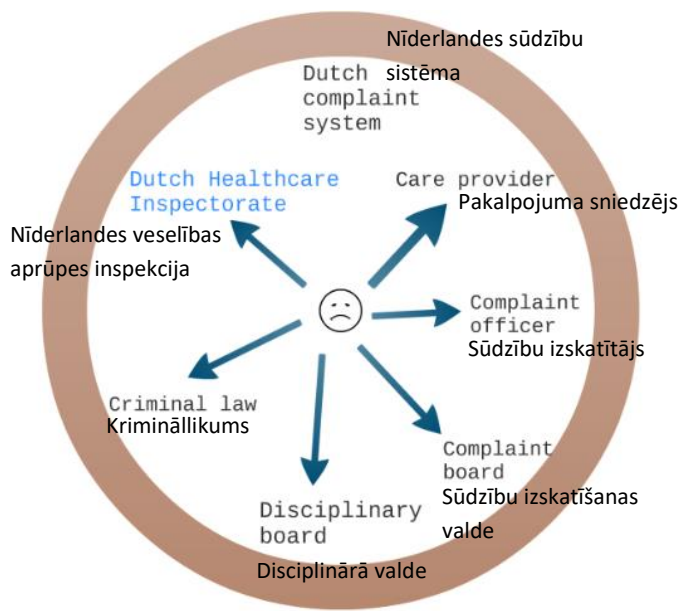 Nīderlandes sūdzību
sistēma
Dutch
complaint
system
Dutch Healthcare
Inspectorate
Nīderlandes veselības
aprūpes inspekcija
Care provider
Pakalpojuma sniedzējs
Complaint
officer
Sūdzību izskatītājs
Criminal law
Krimināllikums
Complaint
board
Sūdzību izskatīšanas
valde
Disciplinary
board
Disciplinārā valde